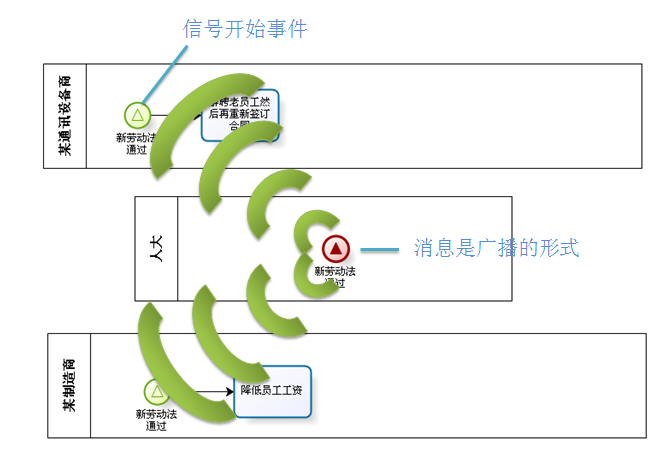 信号开始事件
某通讯设备商
新劳动法
通过
解聘老员工然
后再重新签订
合同
人大
消息是广播的形式
新劳动法
通过
某制造商
降低员工工资
新劳动法
通过